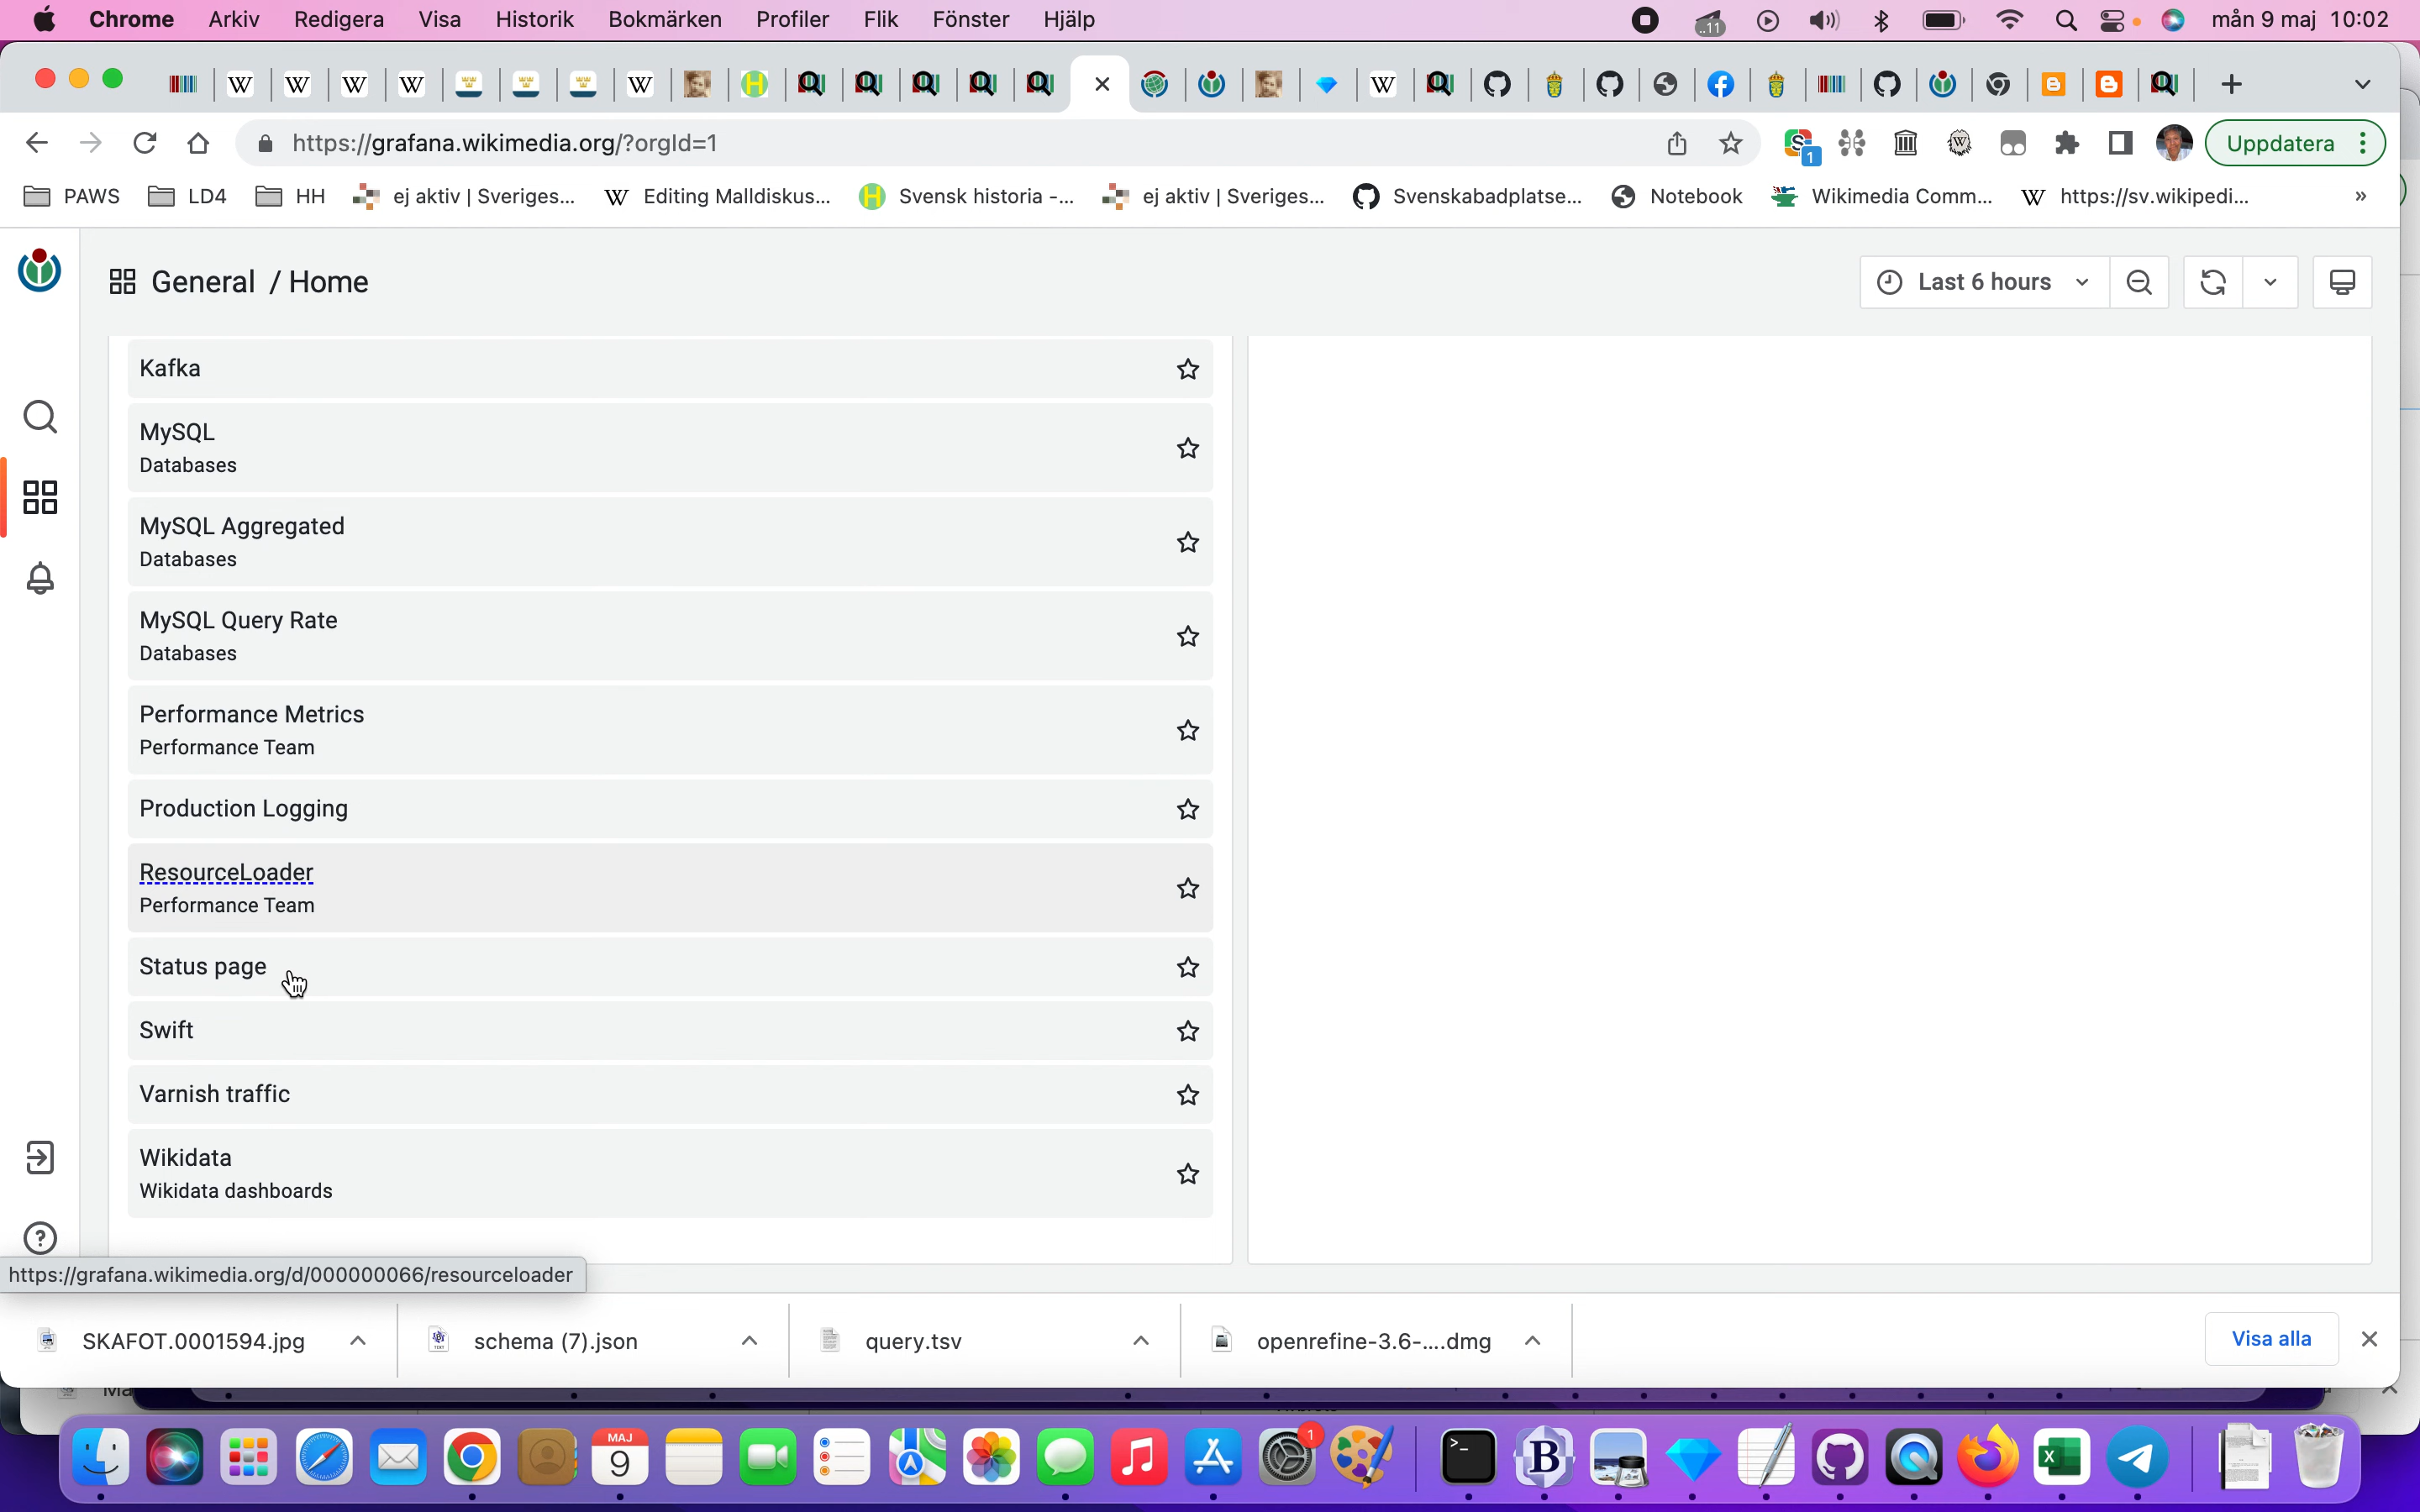 Chrome Arkiv Redigera Visa Historik Bokmärken Profiler Flik Fönster Hjälp ..11 mån 9 maj 10:02
https://grafana.wikimedia.org/?orgId=1 1 Uppdatera
PAWS LD4 HH ej aktiv | Sveriges... Editing Malldiskus... Svensk historia -... ej aktiv | Sveriges... Svenskabadplatse... Notebook Wikimedia Comm... https://sv.wikipedi... »
General / Home Last 6 hours
Kafka
MySQL
Databases
MySQL Aggregated
Databases
MySQL Query Rate
Databases
Performance Metrics
Performance Team
Production Logging
ResourceLoader
Performance Team
Status page
Swift
Varnish traffic
Wikidata
Wikidata dashboards
https://grafana.wikimedia.org/d/000000066/resourceloader
SKAFOT.0001594.jpg schema (7).json query.tsv openrefine-3.6-....dmg Visa alla
MAJ
9
1